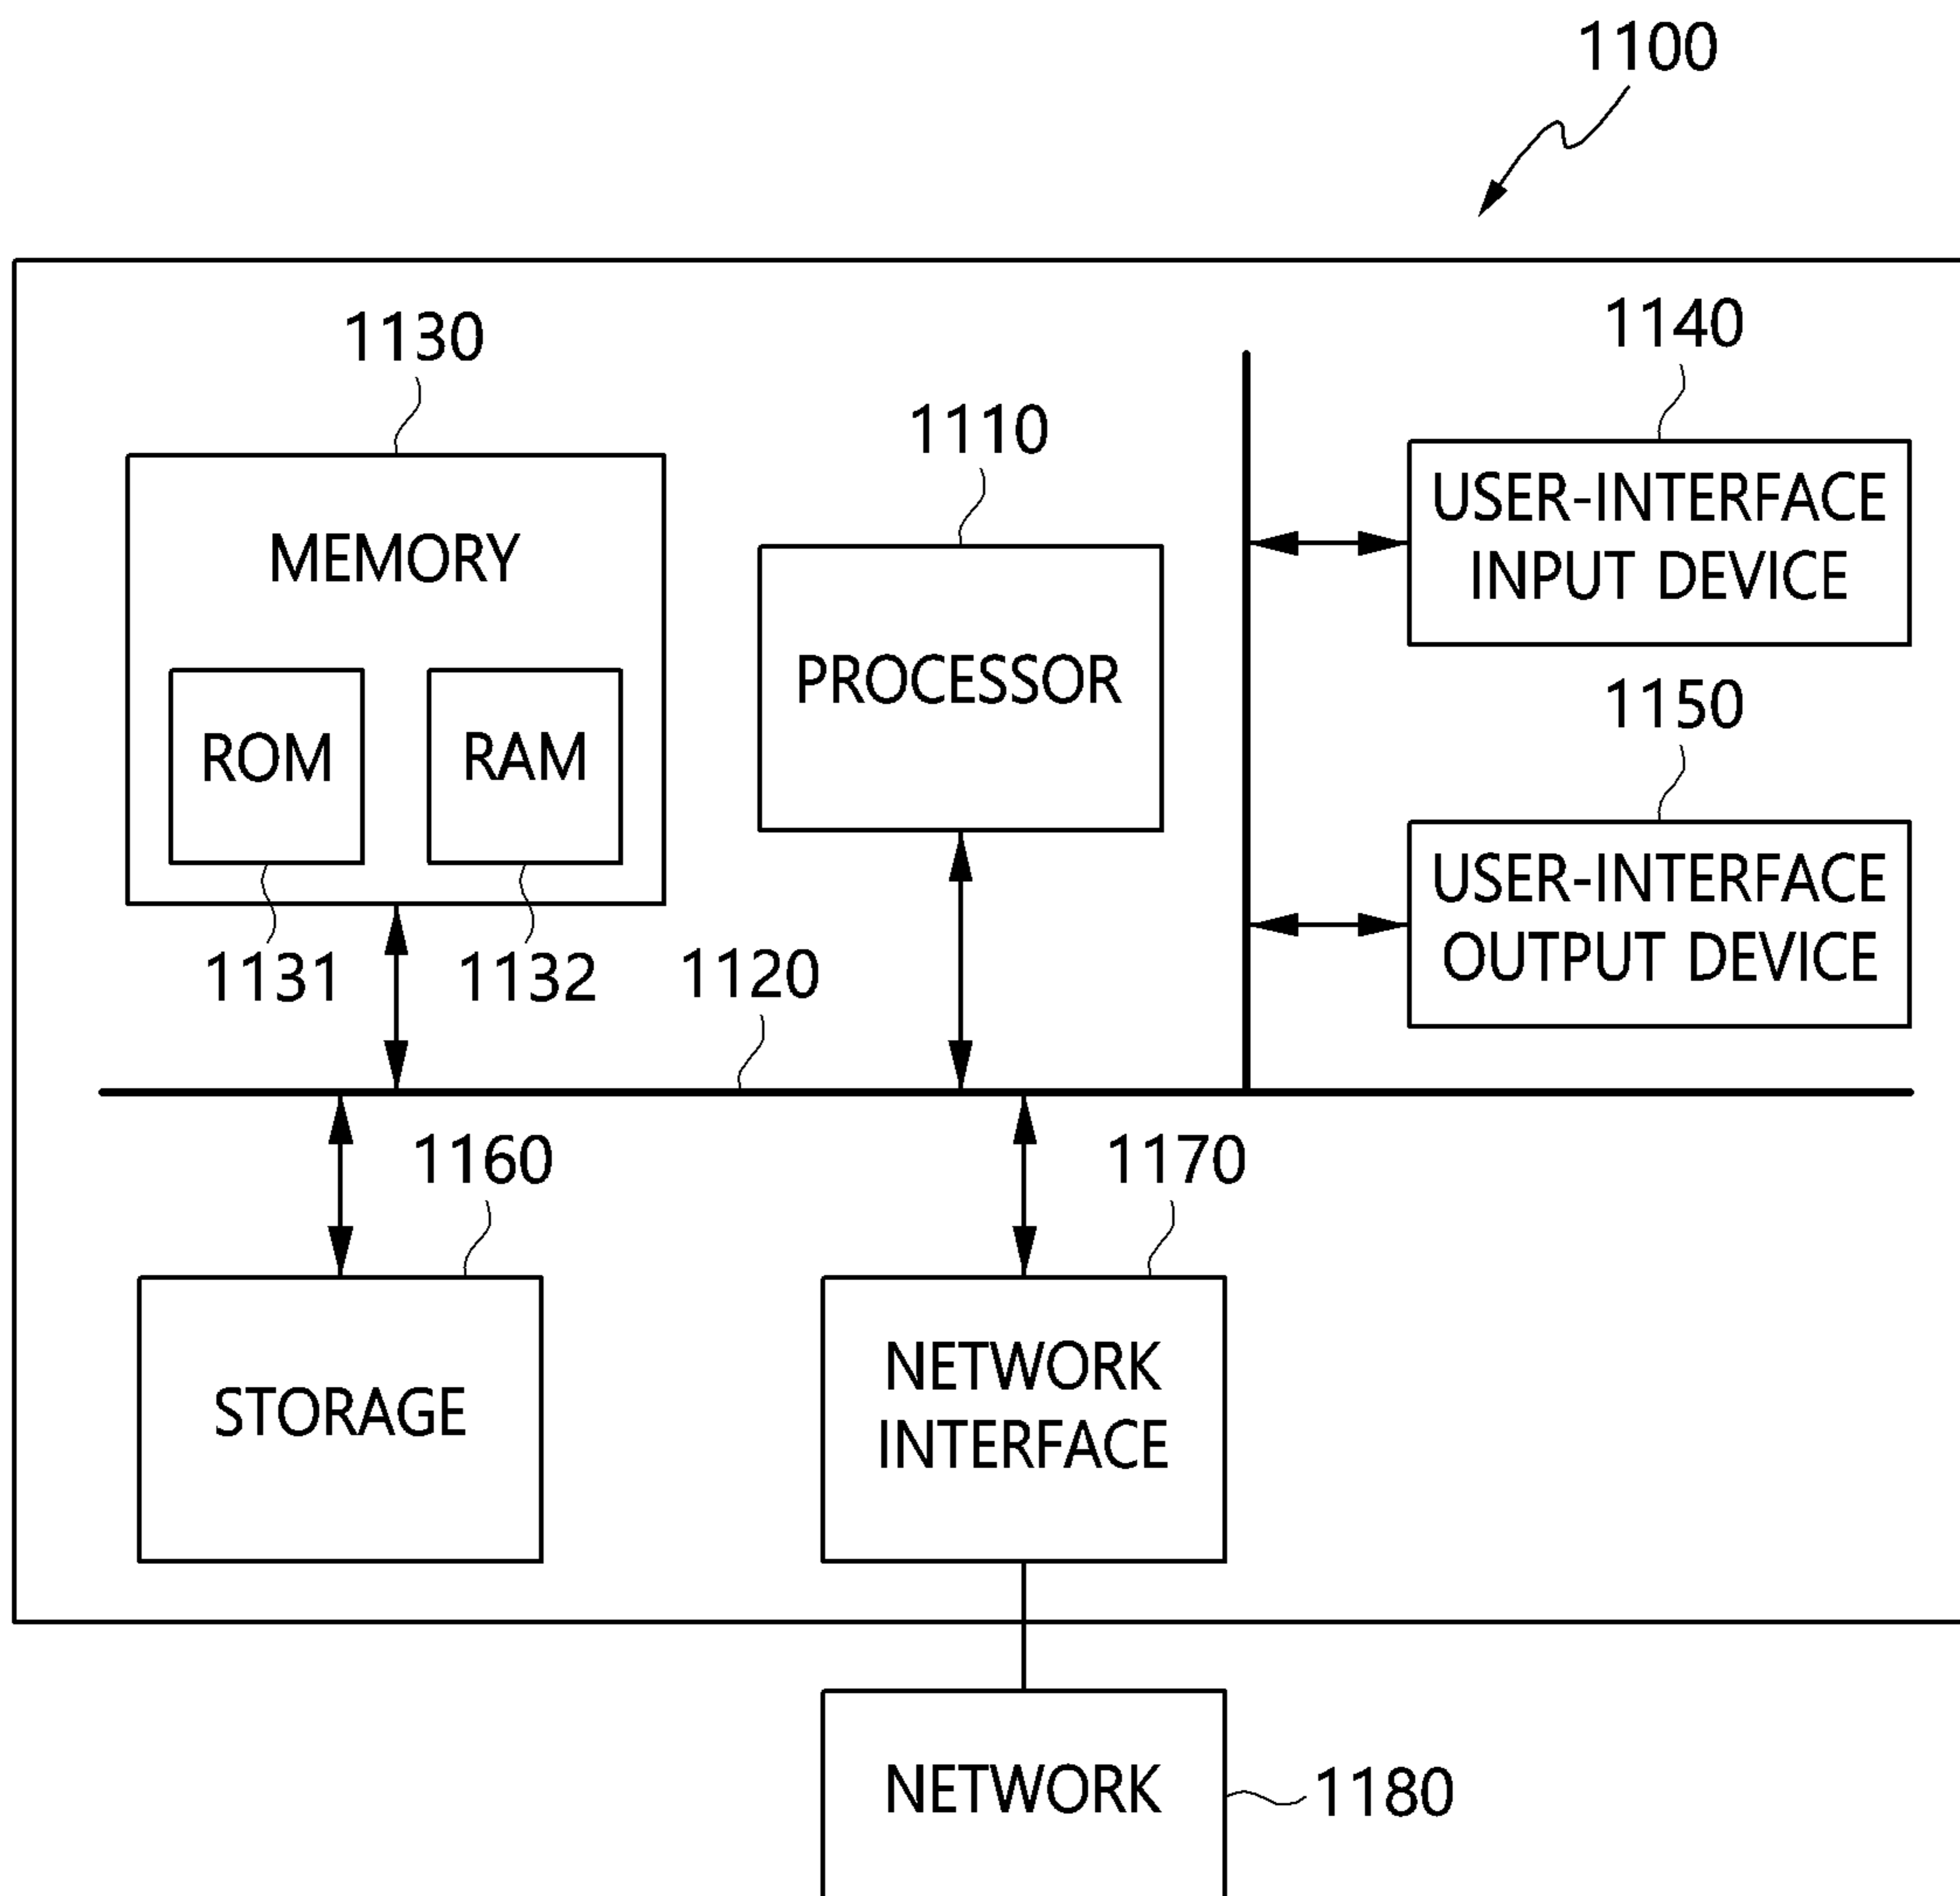 1100
1130
1140
1110
MEMORY
USER-INTERFACE
INPUT DEVICE
PROCESSOR
ROM
RAM
1150
USER-INTERFACE
OUTPUT DEVICE
1131
1132
1120
1160
1170
STORAGE
NETWORK
INTERFACE
NETWORK
1180